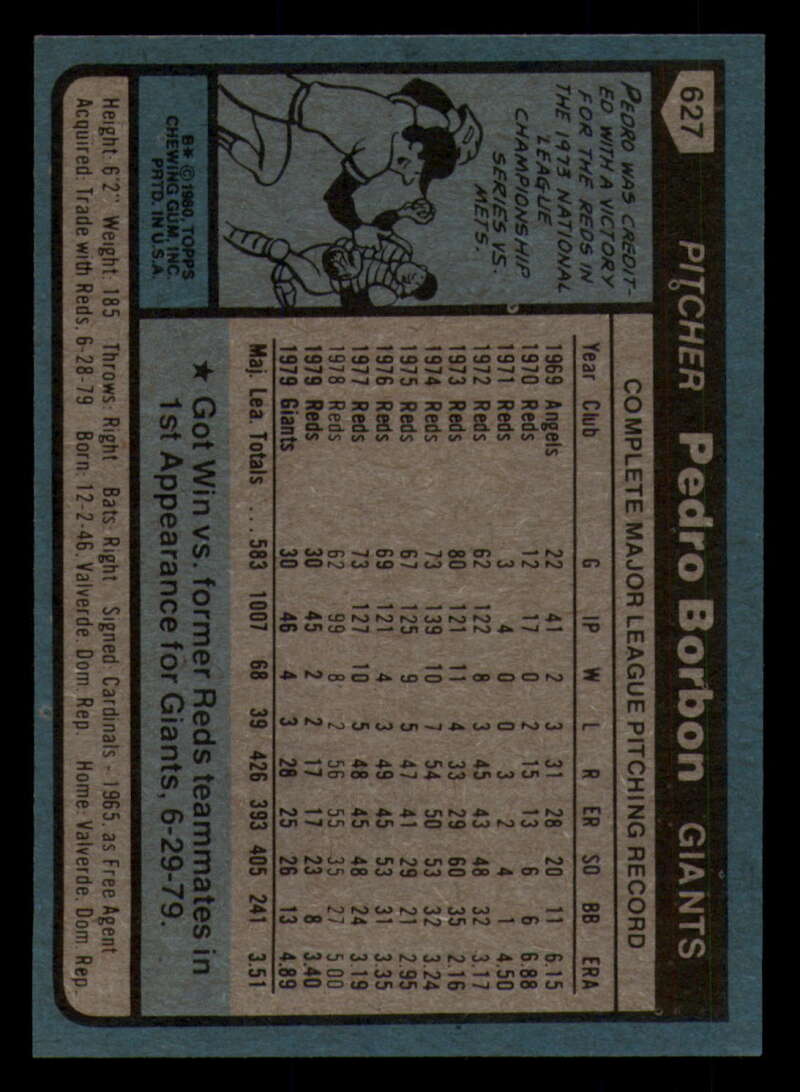 627
PITCHER Pedro Borbon GIANTS
PEDRO WAS CREDIT-
ED WITH A VICTORY
FOR THE REDS IN
THE 1973 NATIONAL
LEAGUE
CHAMPIONSHIP
SERIES VS.
METS.
B* © 1980 TOPPS
CHEWING GUM, INC.
PRTD. IN U.S.A.
COMPLETE MAJOR LEAGUE PITCHING RECORD
Year Club G IP W L R ER SO BB ERA
1969 Angels 22 41 2 3 31 28 20 11 6.15
1970 Reds 12 17 0 2 15 13 6 6 6.88
1971 Reds 3 4 0 0 3 2 4 1 4.50
1972 Reds 62 122 8 3 45 43 48 32 3.17
1973 Reds 80 121 11 4 33 29 60 35 2.16
1974 Reds 73 139 10 7 54 50 53 32 3.24
1975 Reds 67 125 9 5 47 41 29 21 2.95
1976 Reds 69 121 4 3 49 45 53 31 3.35
1977 Reds 73 127 10 5 48 45 48 24 3.19
1978 Reds 62 99 8 2 56 55 35 27 5.00
1979 Reds 30 45 2 2 17 17 23 8 3.40
1979 Giants 30 46 4 3 28 25 26 13 4.89
Maj. Lea. Totals ... 583 1007 68 39 426 393 405 241 3.51
★ Got Win vs. former Reds teammates in
1st Appearance for Giants, 6-29-79.
Height: 6'2" Weight: 185 Throws: Right Bats: Right Signed: Cardinals - 1965, as Free Agent
Acquired: Trade with Reds, 6-28-79 Born: 12-2-46, Valverde, Dom. Rep. Home: Valverde, Dom. Rep.